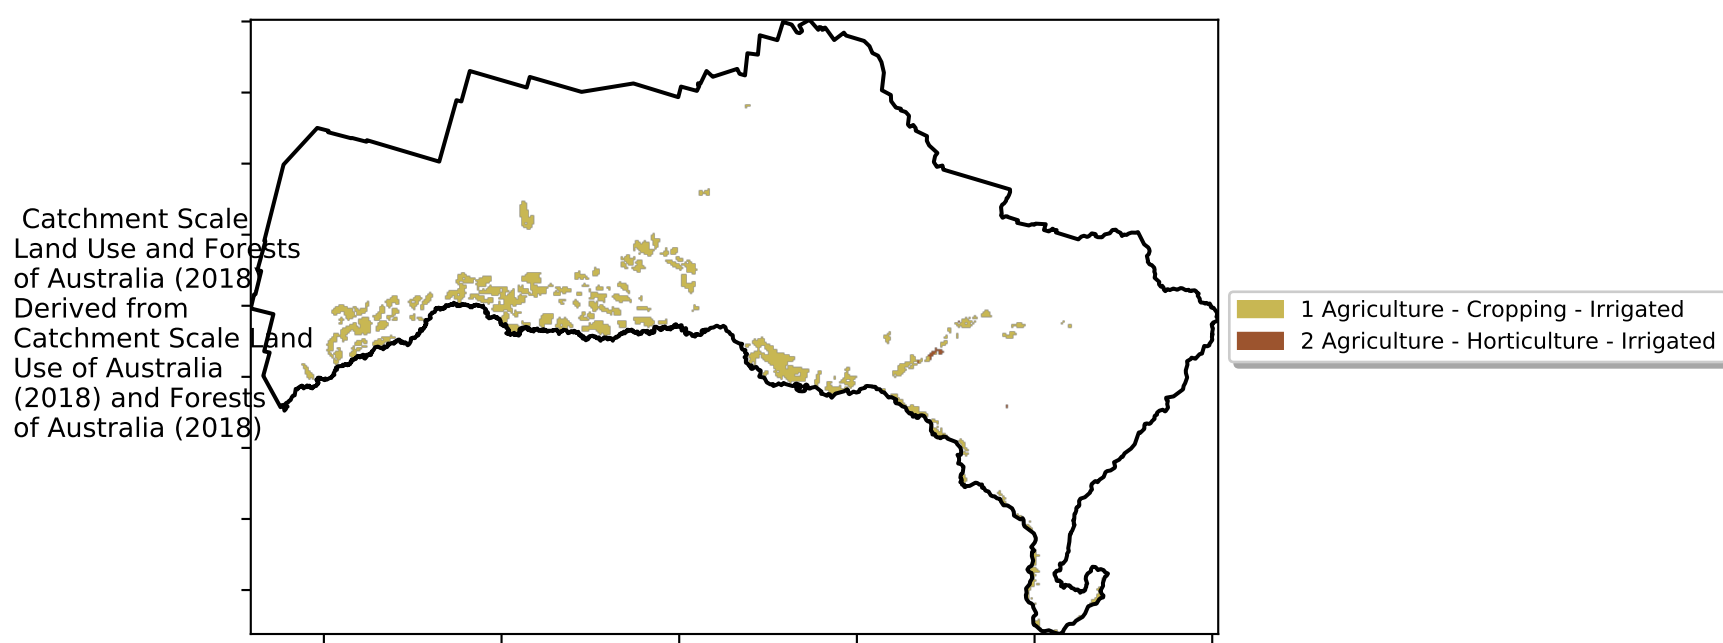 Catchment Scale
Land Use and Forests
of Australia (2018)
Derived from
Catchment Scale Land
Use of Australia
(2018) and Forests
of Australia (2018)
1 Agriculture - Cropping - Irrigated
2 Agriculture - Horticulture - Irrigated